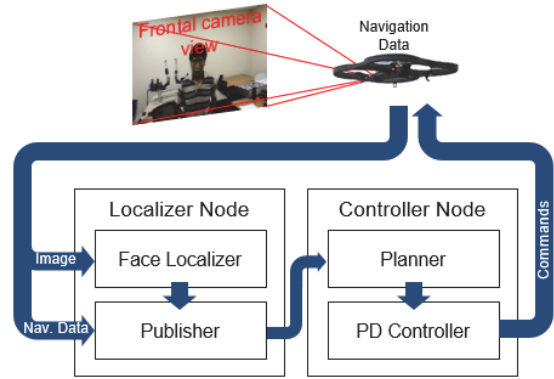 Frontal camera
view
Navigation
Data
Localizer Node
Controller Node
Image
Face Localizer
Planner
Commands
Nav. Data
Publisher
PD Controller